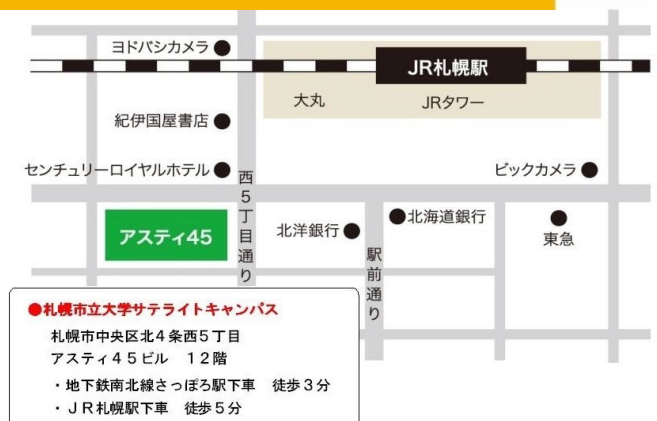 ヨドバシカメラ
JR札幌駅
大丸
JRタワー
紀伊国屋書店
センチュリーロイヤルホテル
ビックカメラ
西5丁目通り
アスティ45
北洋銀行
北海道銀行
東急
駅前通り
●札幌市立大学サテライトキャンパス
札幌市中央区北4条西5丁目
アスティ45ビル 12階
・地下鉄南北線さっぽろ駅下車 徒歩3分
・JR札幌駅下車 徒歩5分